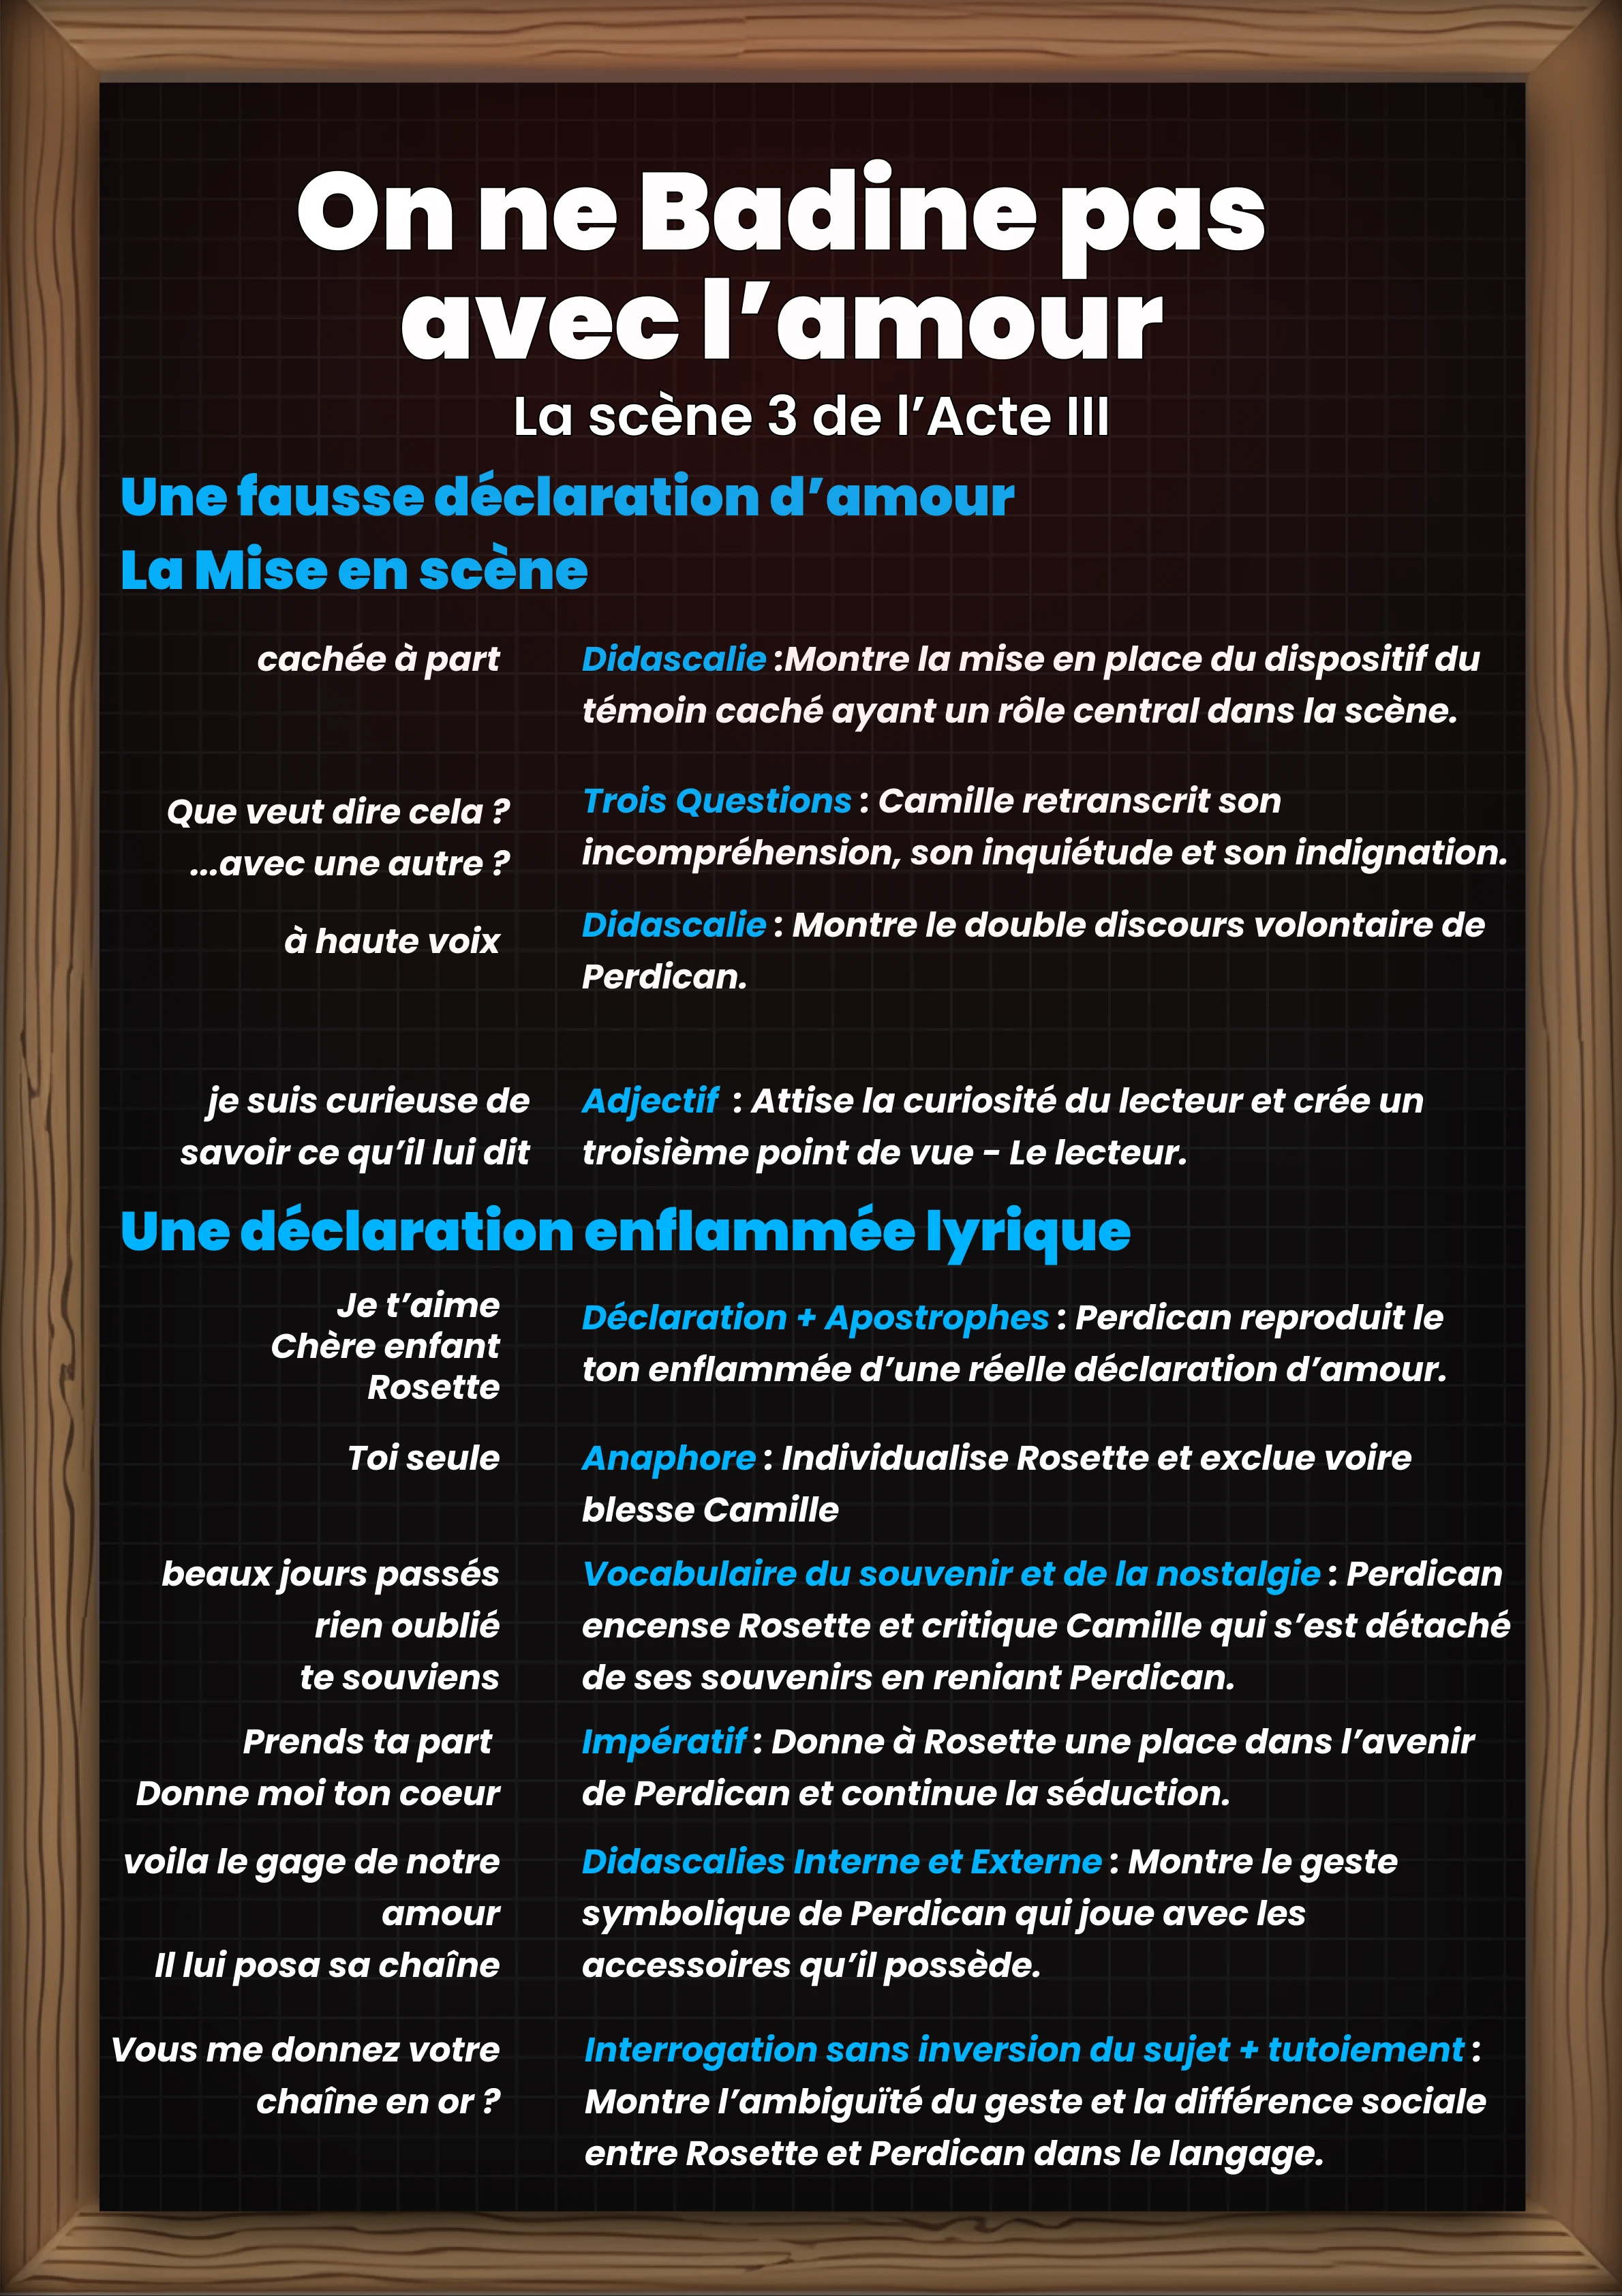 On ne Badine pas
avec l’amour
La scène 3 de l’Acte III
Une fausse déclaration d’amour
La Mise en scène
cachée à part
Didascalie :Montre la mise en place du dispositif du
témoin caché ayant un rôle central dans la scène.
Que veut dire cela ?
...avec une autre ?
Trois Questions : Camille retranscrit son
incompréhension, son inquiétude et son indignation.
à haute voix
Didascalie : Montre le double discours volontaire de
Perdican.
je suis curieuse de
savoir ce qu’il lui dit
Adjectif : Attise la curiosité du lecteur et crée un
troisième point de vue - Le lecteur.
Une déclaration enflammée lyrique
Je t’aime
Chère enfant
Rosette
Déclaration + Apostrophes : Perdican reproduit le
ton enflammée d’une réelle déclaration d’amour.
Toi seule
Anaphore : Individualise Rosette et exclue voire
blesse Camille
beaux jours passés
rien oublié
te souviens
Vocabulaire du souvenir et de la nostalgie : Perdican
encense Rosette et critique Camille qui s’est détaché
de ses souvenirs en reniant Perdican.
Prends ta part
Donne moi ton coeur
Impératif : Donne à Rosette une place dans l’avenir
de Perdican et continue la séduction.
voila le gage de notre
amour
Il lui posa sa chaîne
Didascalies Interne et Externe : Montre le geste
symbolique de Perdican qui joue avec les
accessoires qu’il possède.
Vous me donnez votre
chaîne en or ?
Interrogation sans inversion du sujet + tutoiement :
Montre l’ambiguïté du geste et la différence sociale
entre Rosette et Perdican dans le langage.